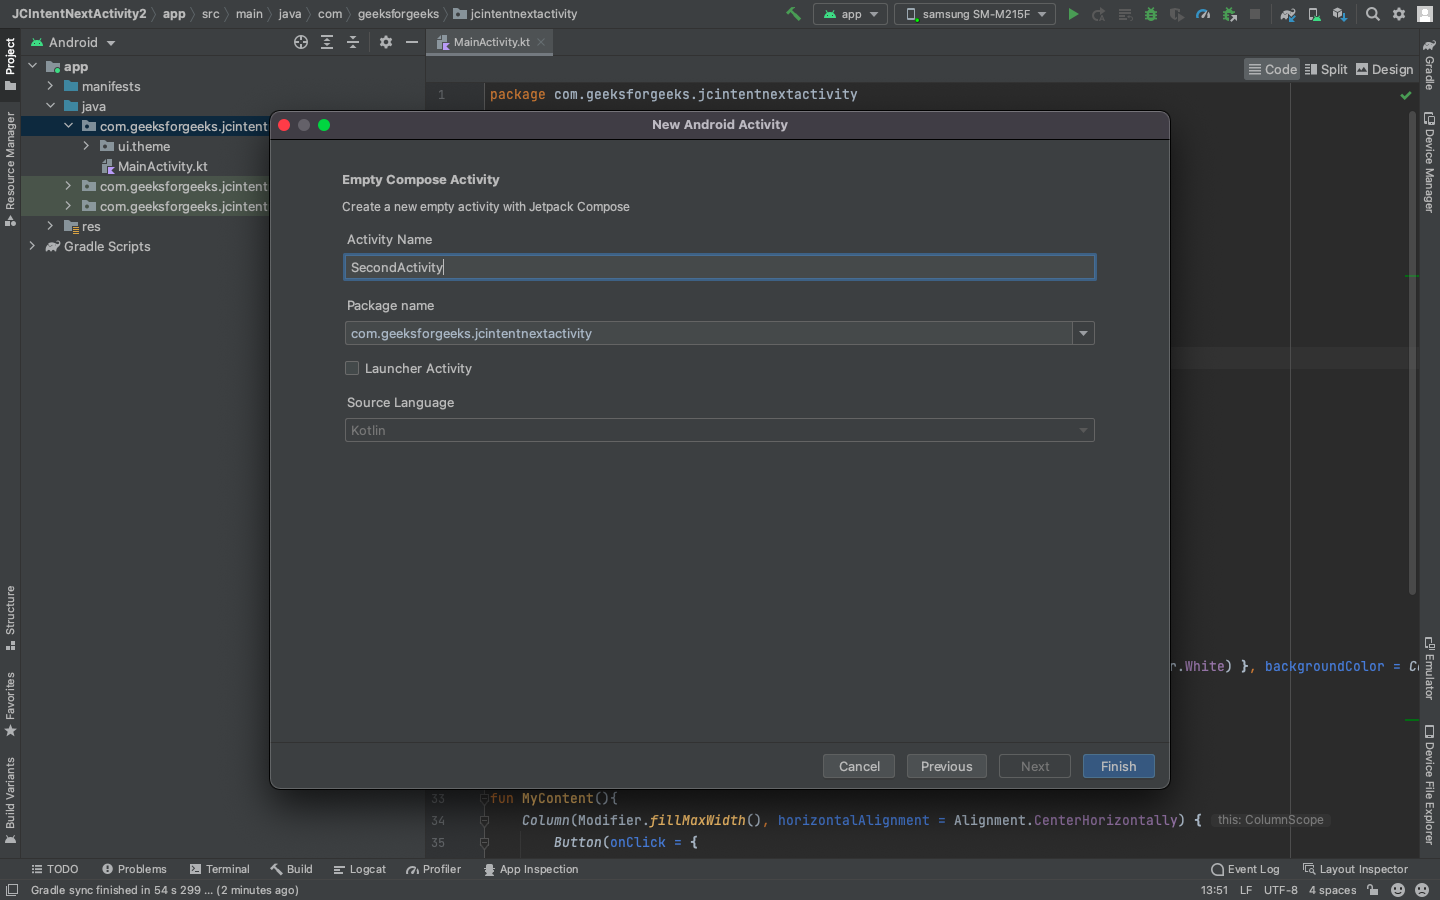 JCIntentNextActivity2 app src main java com geeksforgeeks jcintentnextactivity
app samsung SM-M215F
Project
Resource Manager
Structure
Favorites
Build Variants
Android
app
manifests
java
com.geeksforgeeks.jcintent
ui.theme
MainActivity.kt
com.geeksforgeeks.jcintent
com.geeksforgeeks.jcintent
res
Gradle Scripts
MainActivity.kt
Code Split Design
1 package com.geeksforgeeks.jcintentnextactivity
New Android Activity
Empty Compose Activity
Create a new empty activity with Jetpack Compose
Activity Name
SecondActivity
Package name
com.geeksforgeeks.jcintentnextactivity
Launcher Activity
Source Language
Kotlin
Cancel Previous Next Finish
r.White) }, backgroundColor = Co
33 fun MyContent(){
34 Column(Modifier.fillMaxWidth(), horizontalAlignment = Alignment.CenterHorizontally) { this: ColumnScope
35 Button(onClick = {
Gradle
Device Manager
Emulator
Device File Explorer
TODO Problems Terminal Build Logcat Profiler App Inspection Event Log Layout Inspector
Gradle sync finished in 54 s 299 ... (2 minutes ago) 13:51 LF UTF-8 4 spaces